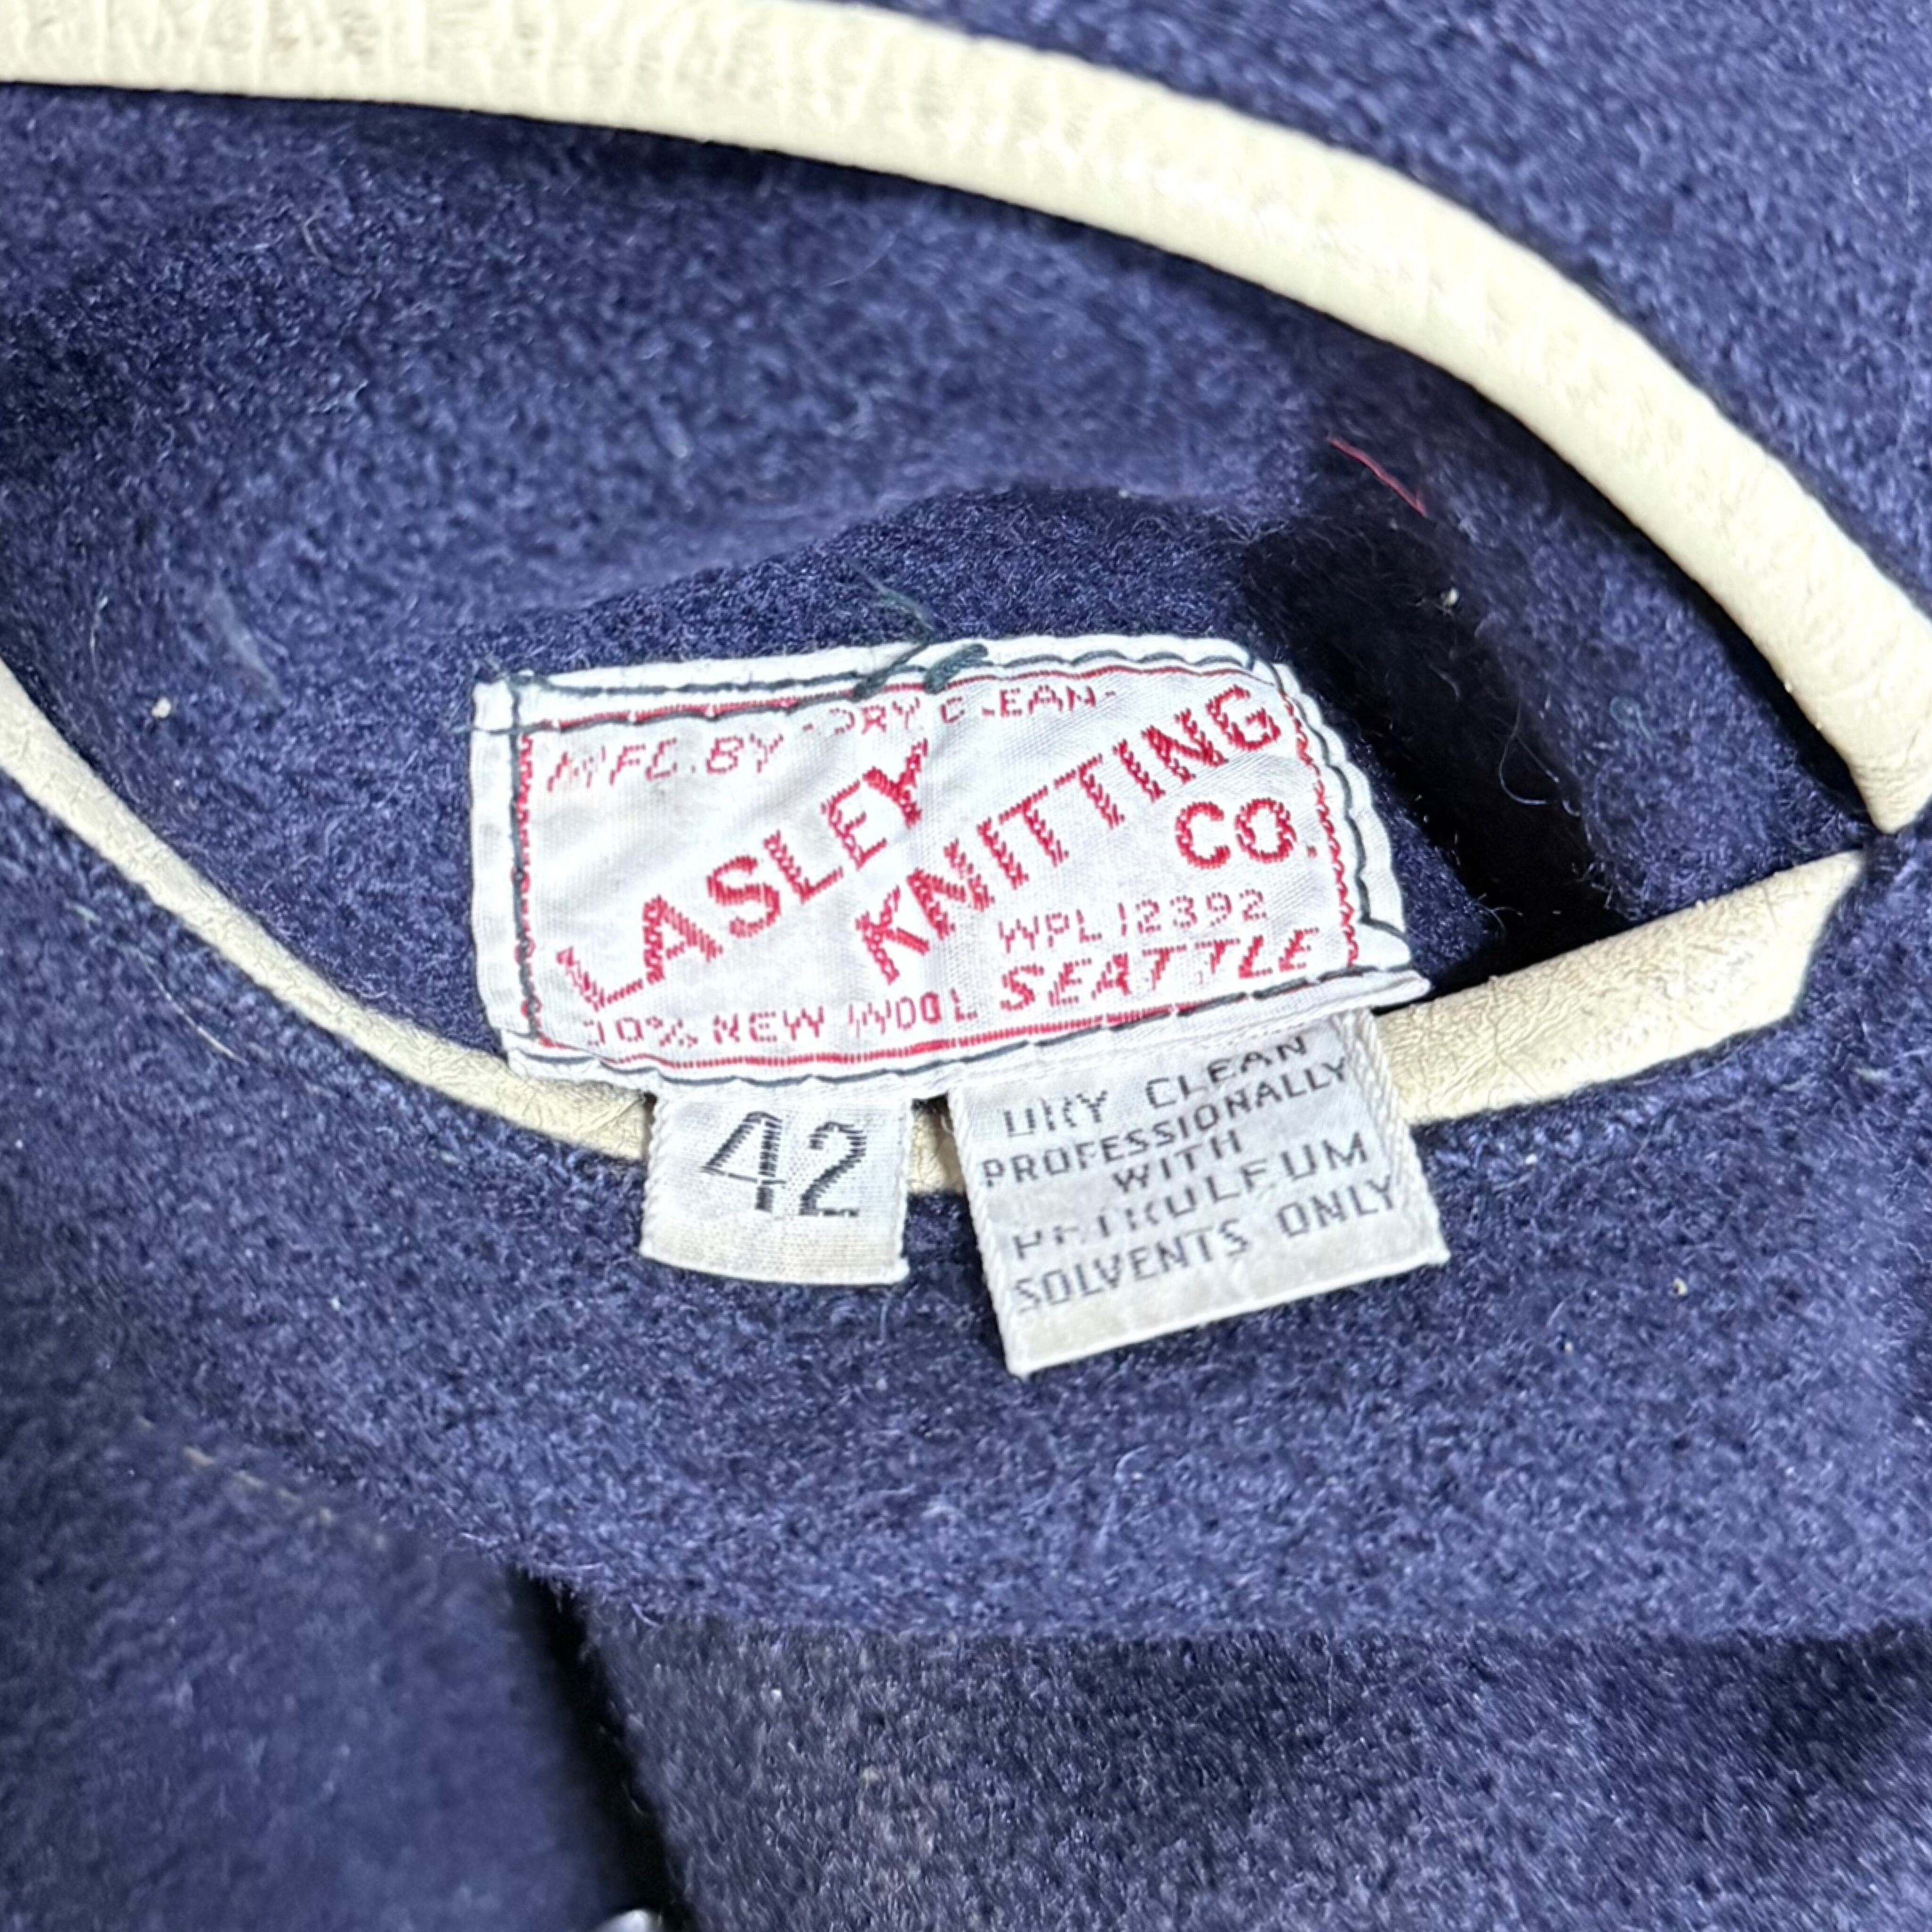 -DRY CLEAN-
MFG. BY
LASLEY
KNITTING
CO.
WPL 12392
SEATTLE
NEW WOOL
42
DRY CLEAN
PROFESSIONALLY
WITH
PETROLEUM
SOLVENTS ONLY